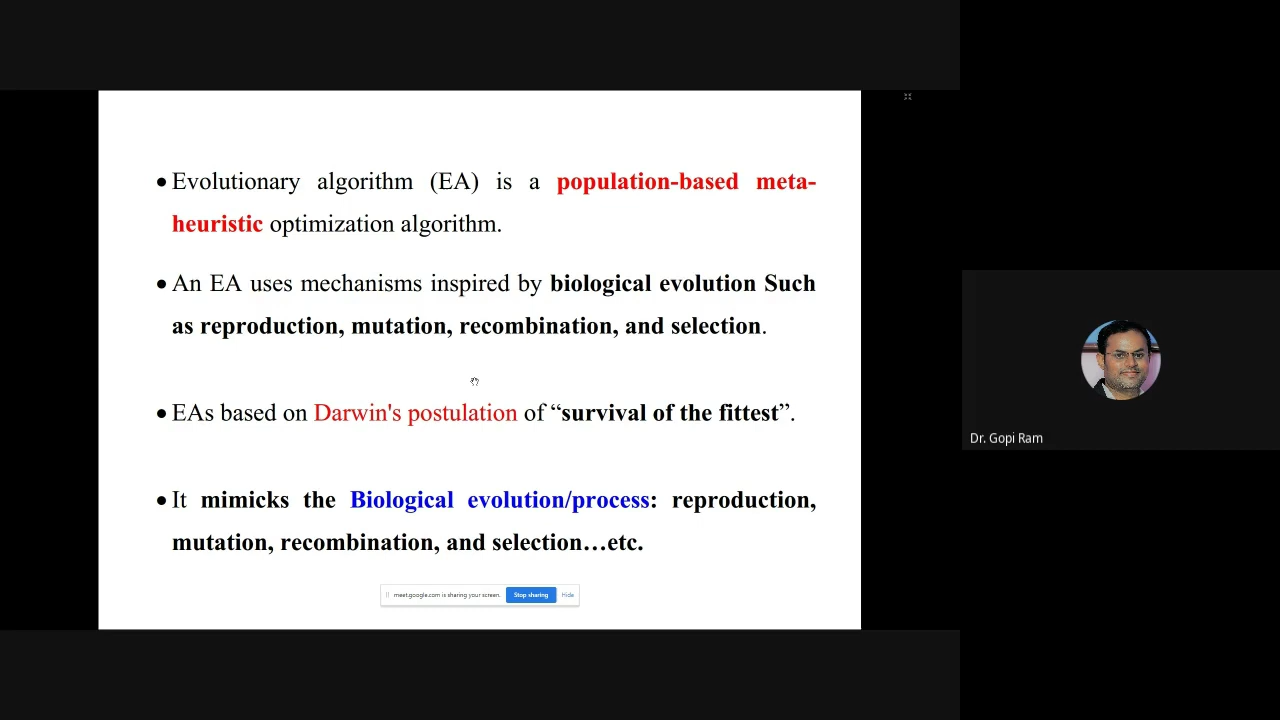 • Evolutionary algorithm (EA) is a population-based meta-
heuristic optimization algorithm.
• An EA uses mechanisms inspired by biological evolution Such
as reproduction, mutation, recombination, and selection.
• EAs based on Darwin's postulation of “survival of the fittest”.
• It mimicks the Biological evolution/process: reproduction,
mutation, recombination, and selection…etc.
meet.google.com is sharing your screen. Stop sharing Hide
Dr. Gopi Ram